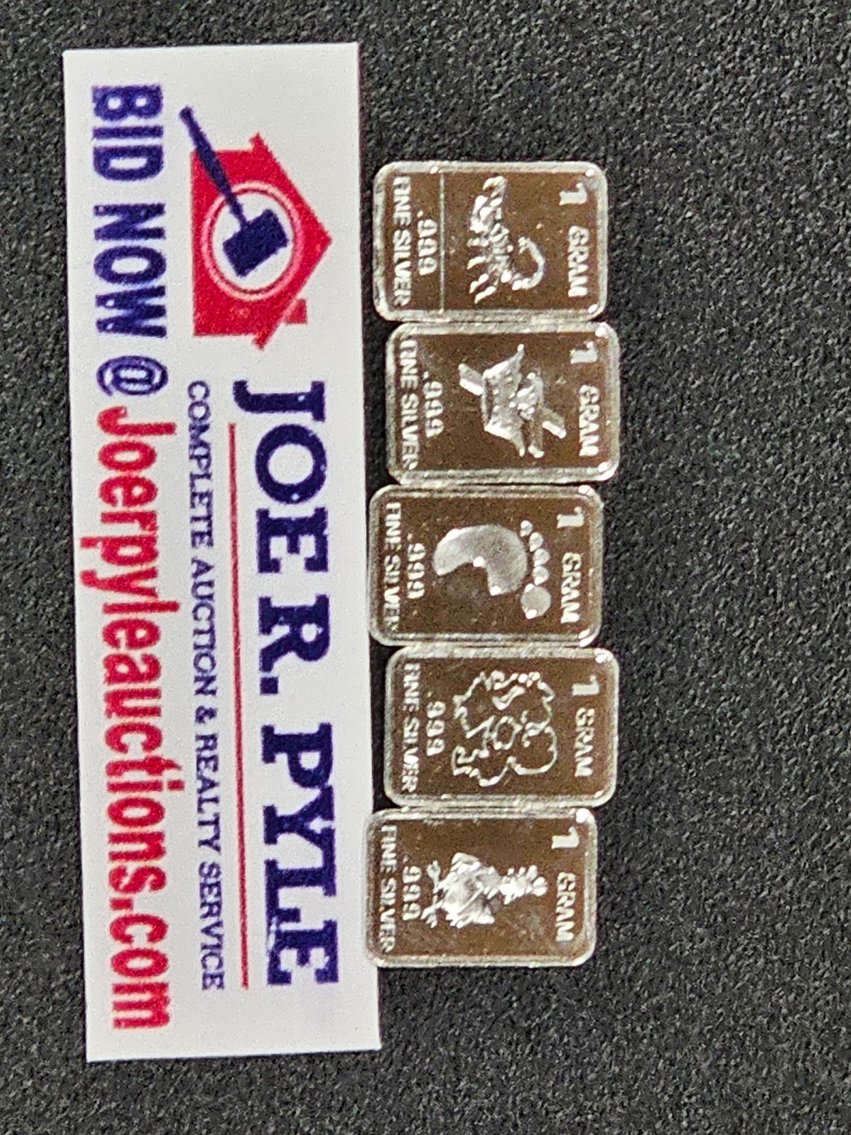 JOE R. PYLE
COMPLETE AUCTION & REALTY SERVICE
BID NOW @ Joerpyleauctions.com
1 GRAM
.999
FINE SILVER
1 GRAM
.999
FINE SILVER
1 GRAM
.999
FINE SILVER
1 GRAM
.999
FINE SILVER
1 GRAM
.999
FINE SILVER